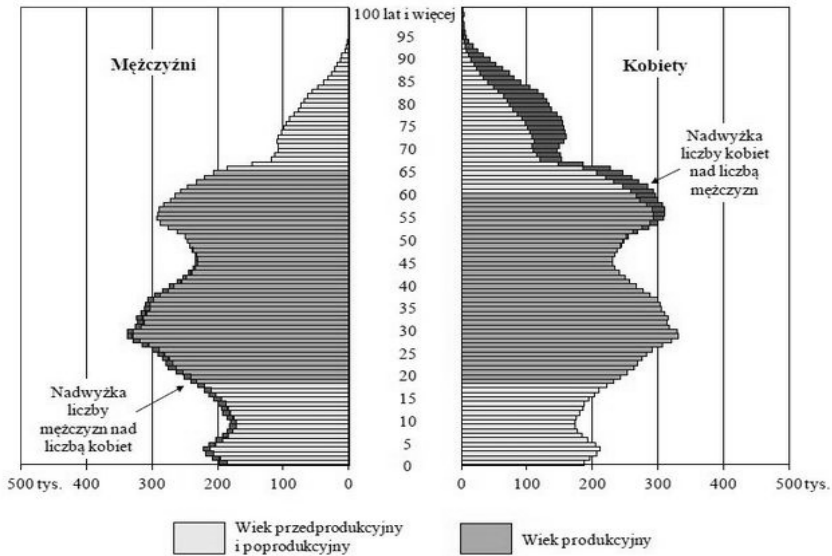 100 lat i więcej
Mężczyźni
Kobiety
95
90
85
80
75
70
65
60
55
50
45
40
35
30
25
20
15
10
5
0
Nadwyżka
liczby kobiet
nad liczbą
mężczyzn
Nadwyżka
liczby
mężczyzn nad
liczbą kobiet
500 tys. 400 300 200 100 0
0 100 200 300 400 500 tys.
Wiek przedprodukcyjny
i poprodukcyjny
Wiek produkcyjny